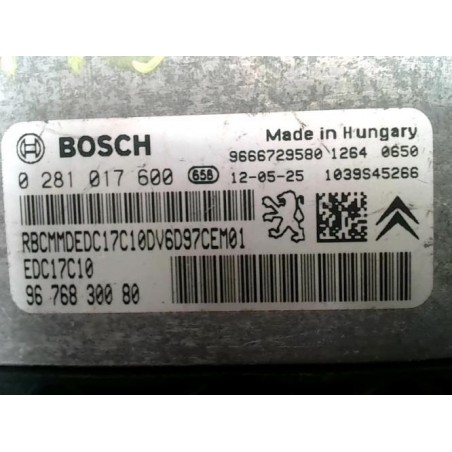 BOSCH
Made in Hungary
9666729580 1264 0650
0 281 017 600 658 12-05-25 1039S45266
RBCMMDEDC17C10DV6D97CEM01
EDC17C10
96 768 300 80